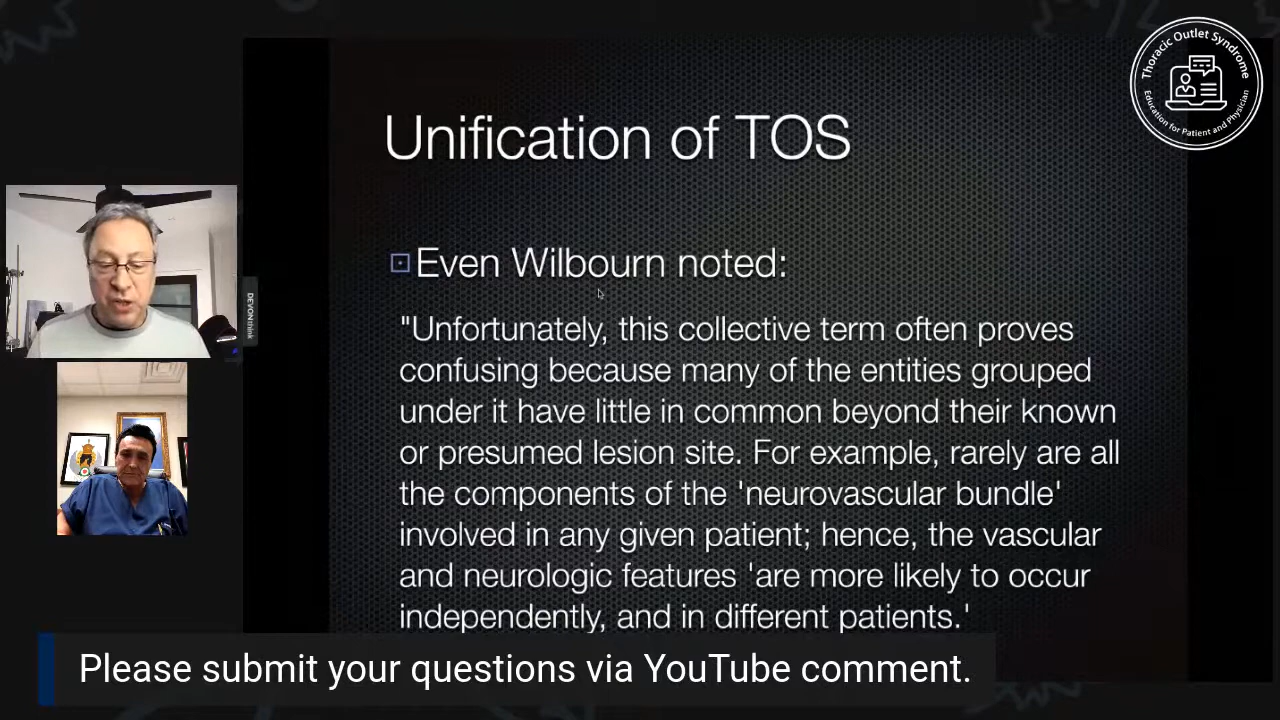 Thoracic Outlet Syndrome
Education for Patient and Physician
Unification of TOS
Even Wilbourn noted:
"Unfortunately, this collective term often proves
confusing because many of the entities grouped
under it have little in common beyond their known
or presumed lesion site. For example, rarely are all
the components of the 'neurovascular bundle'
involved in any given patient; hence, the vascular
and neurologic features 'are more likely to occur
independently, and in different patients.'
DEVONthink
Please submit your questions via YouTube comment.